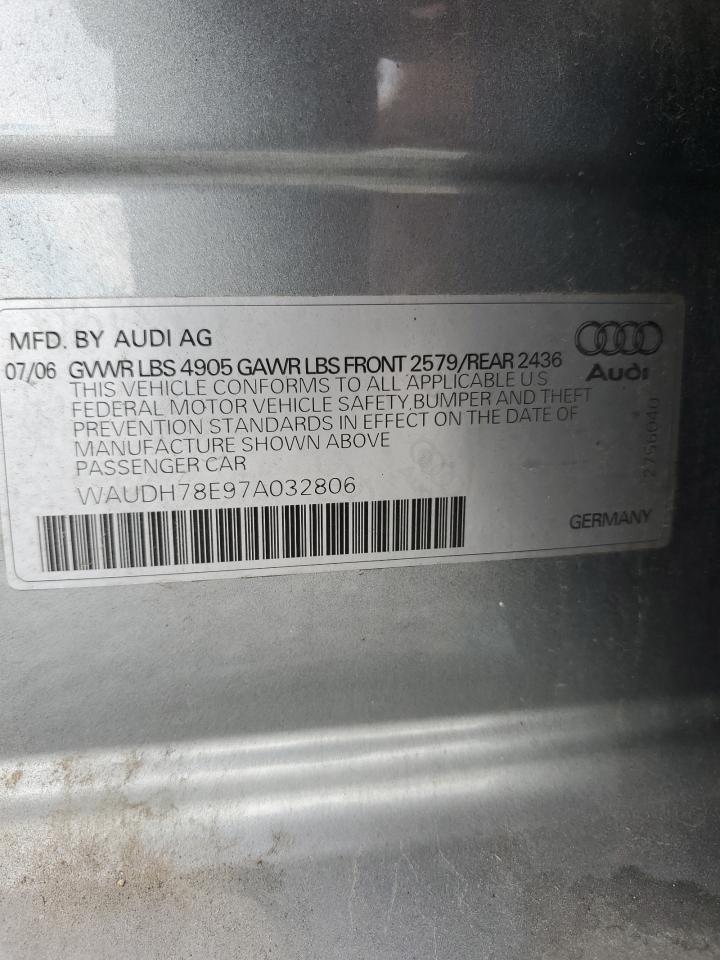 MFD. BY AUDI AG
07/06 GVWR LBS 4905 GAWR LBS FRONT 2579/REAR 2436
THIS VEHICLE CONFORMS TO ALL APPLICABLE U.S.
FEDERAL MOTOR VEHICLE SAFETY, BUMPER AND THEFT
PREVENTION STANDARDS IN EFFECT ON THE DATE OF
MANUFACTURE SHOWN ABOVE
PASSENGER CAR
WAUDH78E97A032806
Audi
2756040
GERMANY